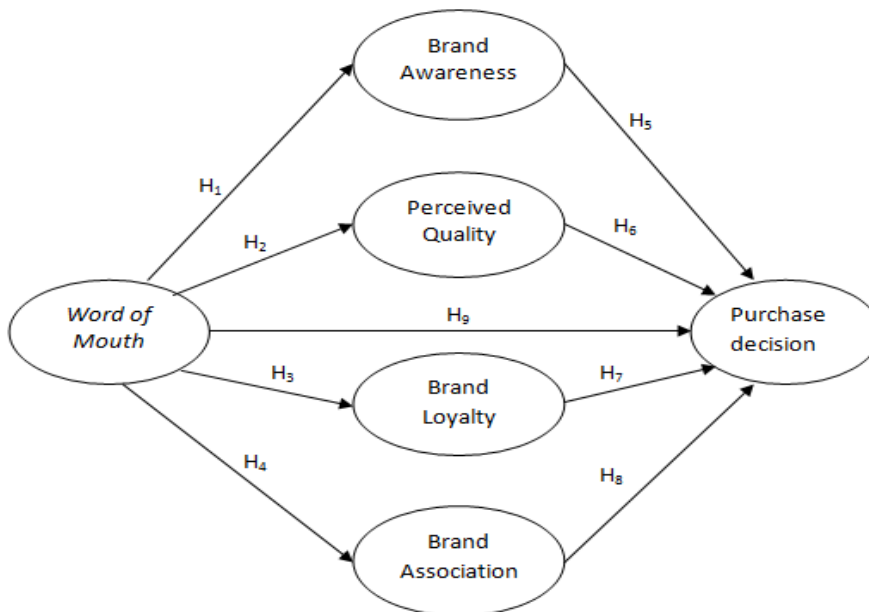 Brand
Awareness
H₅
H₁
Perceived
Quality
H₆
H₂
Word of
Mouth
H₉
Purchase
decision
H₃
Brand
Loyalty
H₇
H₄
H₈
Brand
Association